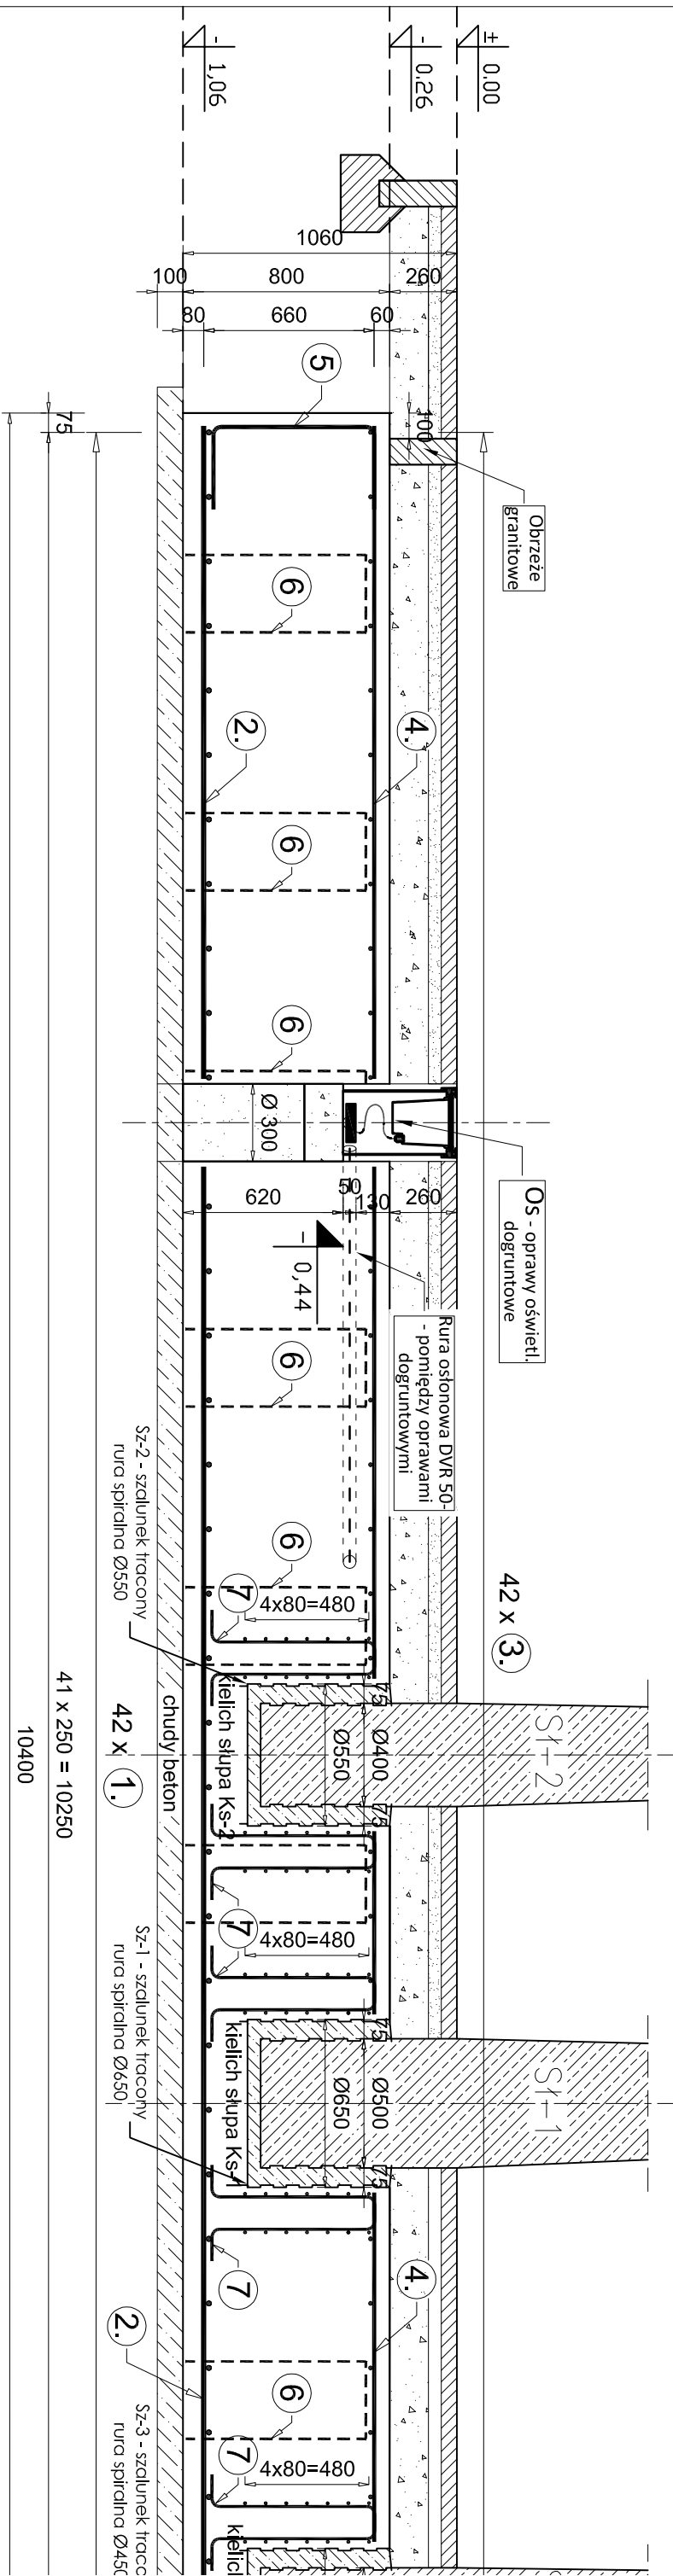 ±
0.00
-
0.26
-
1,06
1060
100
800
260
80
660
60
5
75
100
Obrzeże
granitowe
6
2.
4.
6
6
Ø 300
Os - oprawy oświetl.
dogruntowe
620
50
130
260
- 0,44
Rura osłonowa DVR 50-
- pomiędzy oprawami
dogruntowymi
6
Sz-2 - szalunek tracony
rura spiralna Ø550
6
7
4x80=480
42 x 3.
75
Ø400
Ø550
75
kielich słupa Ks-2
Sł-2
chudy beton
42 x 1.
41 x 250 = 10250
10400
7
4x80=480
Sz-1 - szalunek tracony
rura spiralna Ø650
75
Ø500
Ø650
75
kielich słupa Ks-1
Sł-1
7
4.
2.
6
7
4x80=480
Sz-3 - szalunek traco
rura spiralna Ø450
kielich